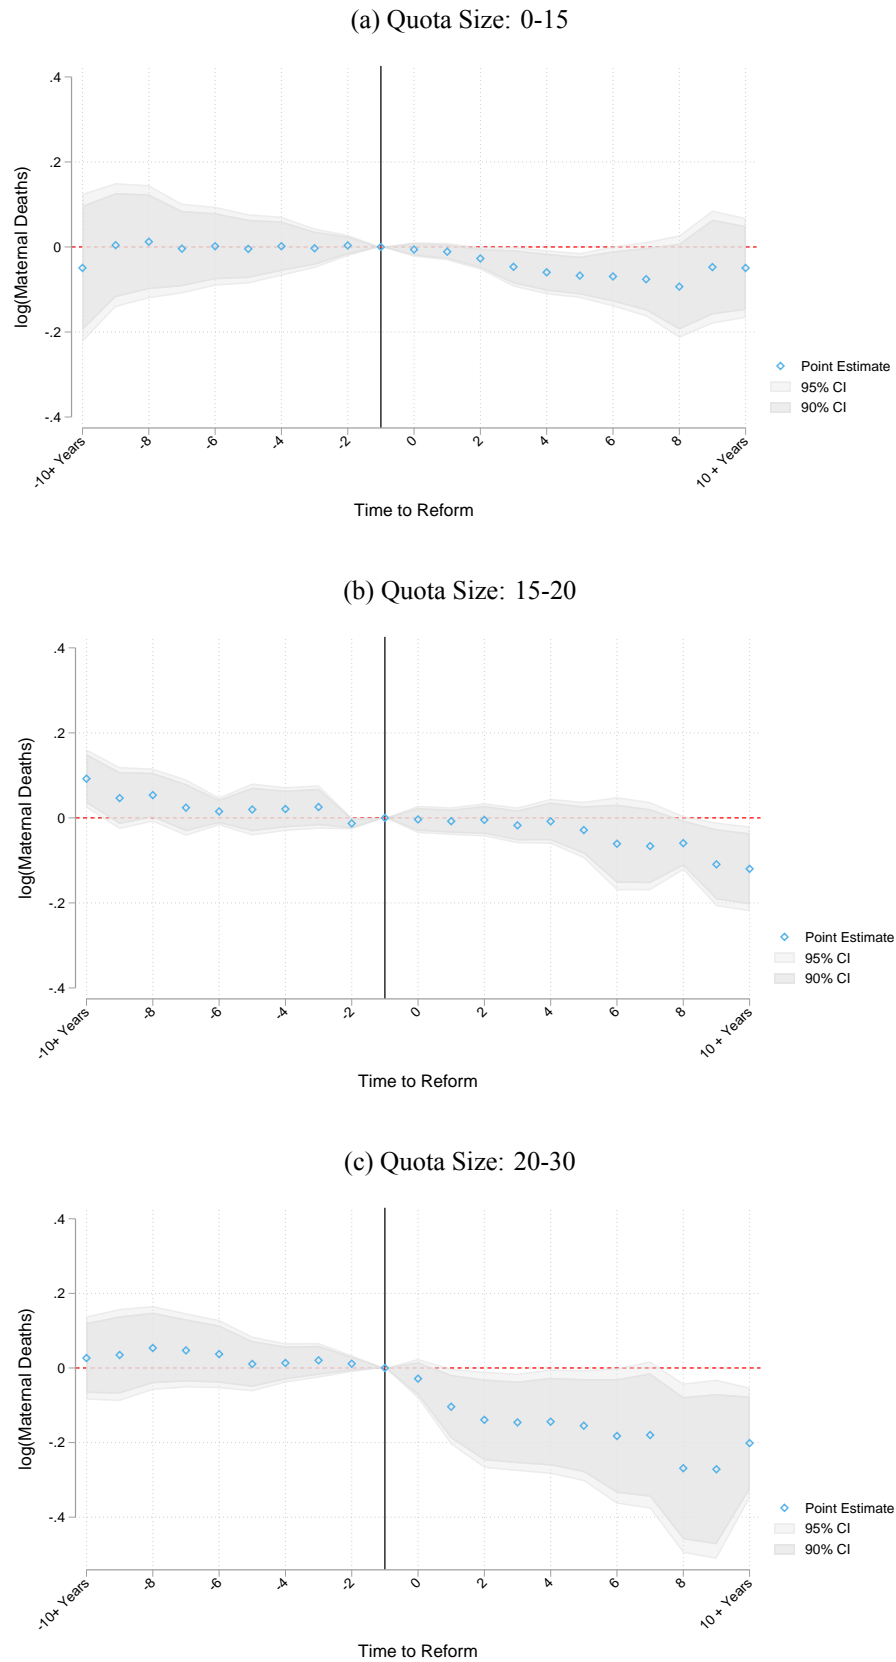 (a) Quota Size: 0-15
.4
.2
0
-.2
-.4
log(Maternal Deaths)
-10+ Years
-8
-6
-4
-2
0
2
4
6
8
10 + Years
Time to Reform
Point Estimate
95% CI
90% CI
(b) Quota Size: 15-20
.4
.2
0
-.2
-.4
log(Maternal Deaths)
-10+ Years
-8
-6
-4
-2
0
2
4
6
8
10 + Years
Time to Reform
Point Estimate
95% CI
90% CI
(c) Quota Size: 20-30
.4
.2
0
-.2
-.4
log(Maternal Deaths)
-10+ Years
-8
-6
-4
-2
0
2
4
6
8
10 + Years
Time to Reform
Point Estimate
95% CI
90% CI